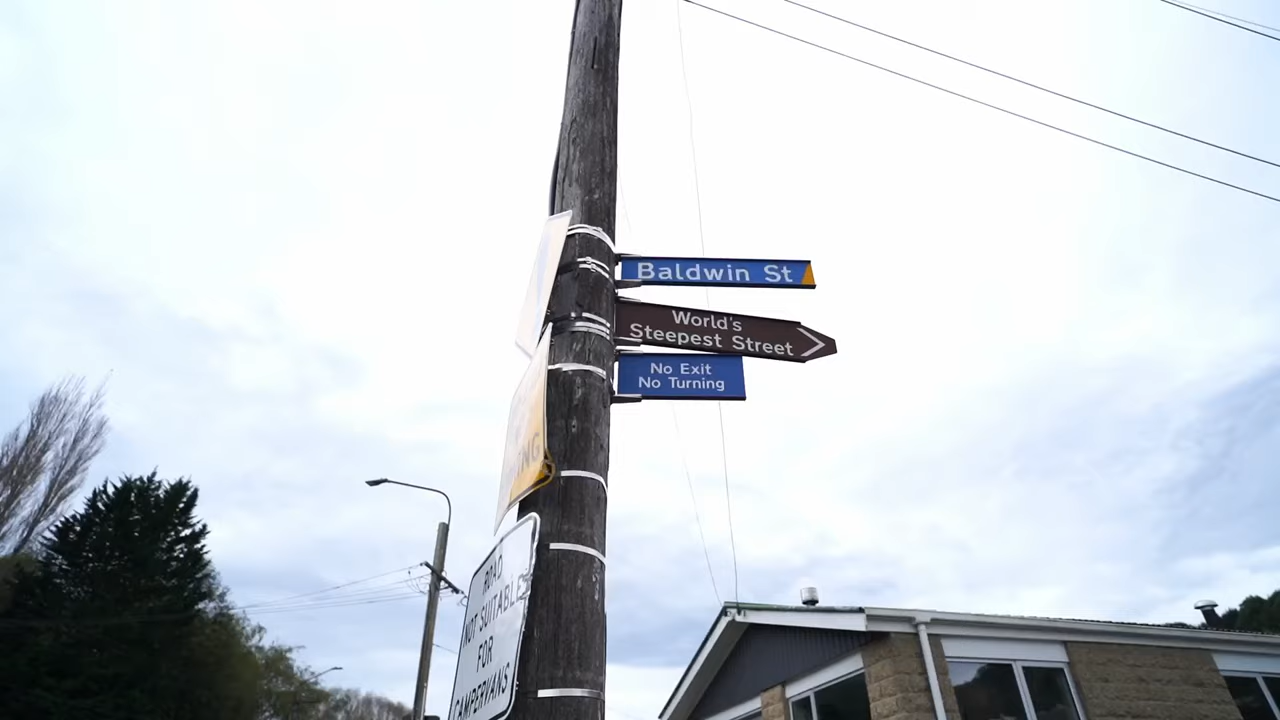 Baldwin St
World's
Steepest Street
No Exit
No Turning
ROAD
NOT SUITABLE
FOR
CAMPERVANS